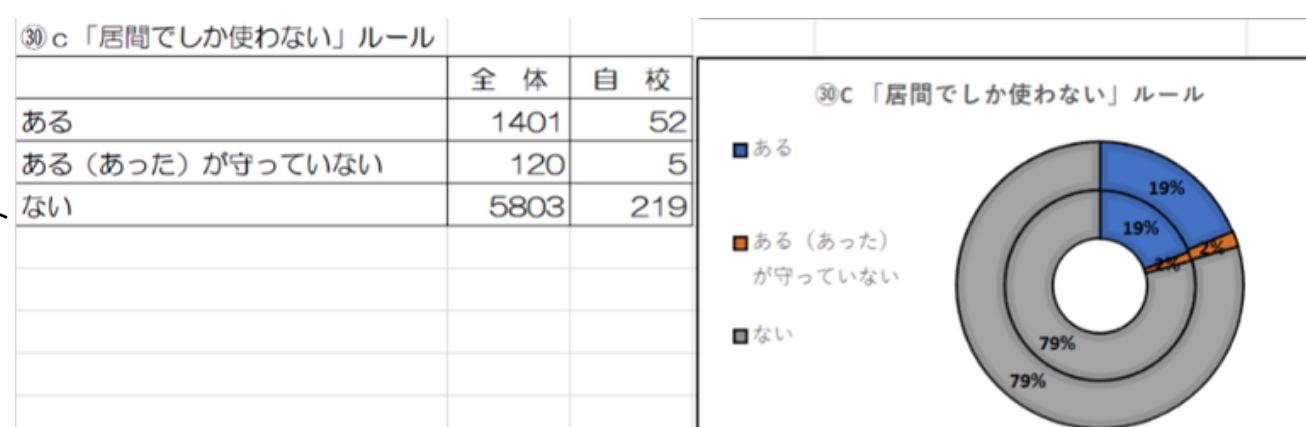 ㉚ｃ「居間でしか使わない」ルール
全　体 自　校
ある 1401 52
ある（あった）が守っていない 120 5
ない 5803 219
㉚C 「居間でしか使わない」ルール
ある
ある（あった）
が守っていない
ない
19%
19%
2%
2%
79%
79%